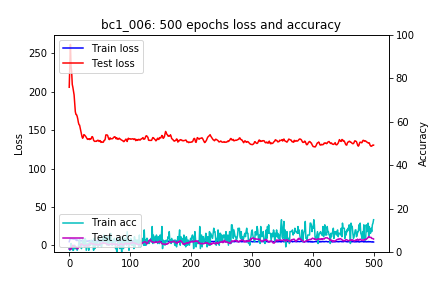 bc1_006: 500 epochs loss and accuracy
Train loss
Test loss
Train acc
Test acc
Loss
Accuracy
250
200
150
100
50
0
100
80
60
40
20
0
0
100
200
300
400
500